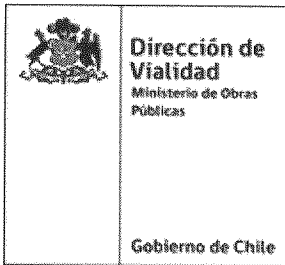 Dirección de
Vialidad
Ministerio de Obras
Públicas
Gobierno de Chile